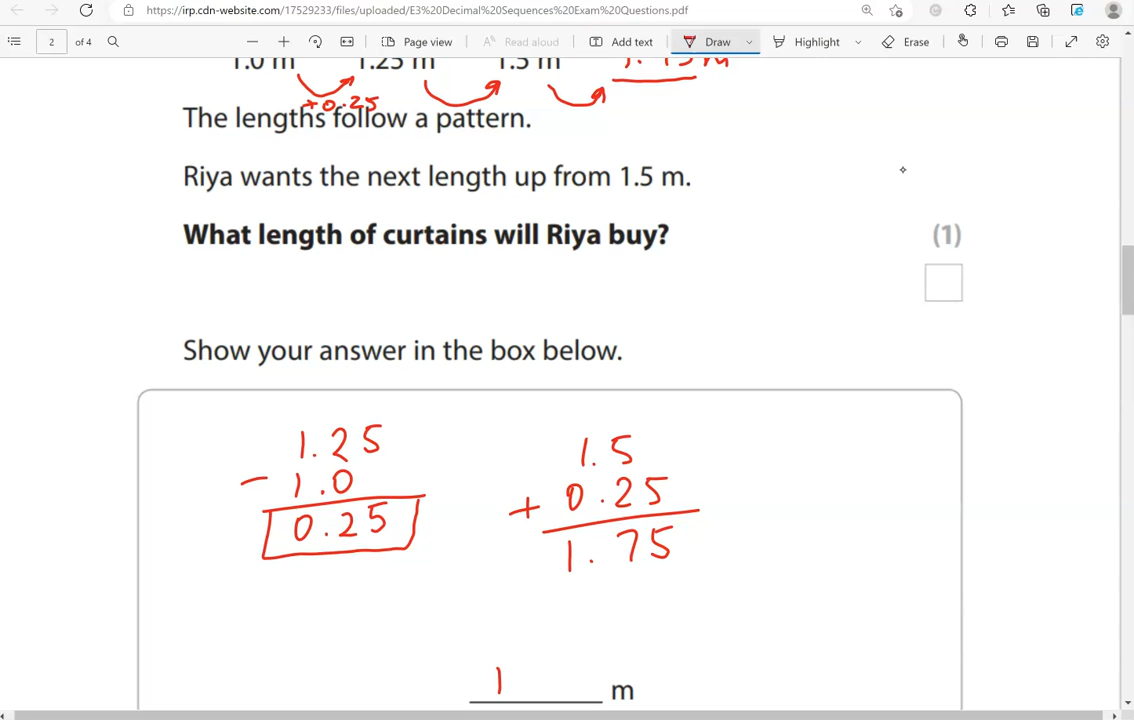 https://irp.cdn-website.com/17529233/files/uploaded/E3%20Decimal%20Sequences%20Exam%20Questions.pdf
2 of 4 Page view Read aloud Add text Draw Highlight Erase
1.0 m 1.25 m 1.5 m 1.75 m
+0.25
The lengths follow a pattern.
Riya wants the next length up from 1.5 m.
What length of curtains will Riya buy? (1)
Show your answer in the box below.
1.25
- 1.0
0.25
1.5
+ 0.25
1.75
1 m